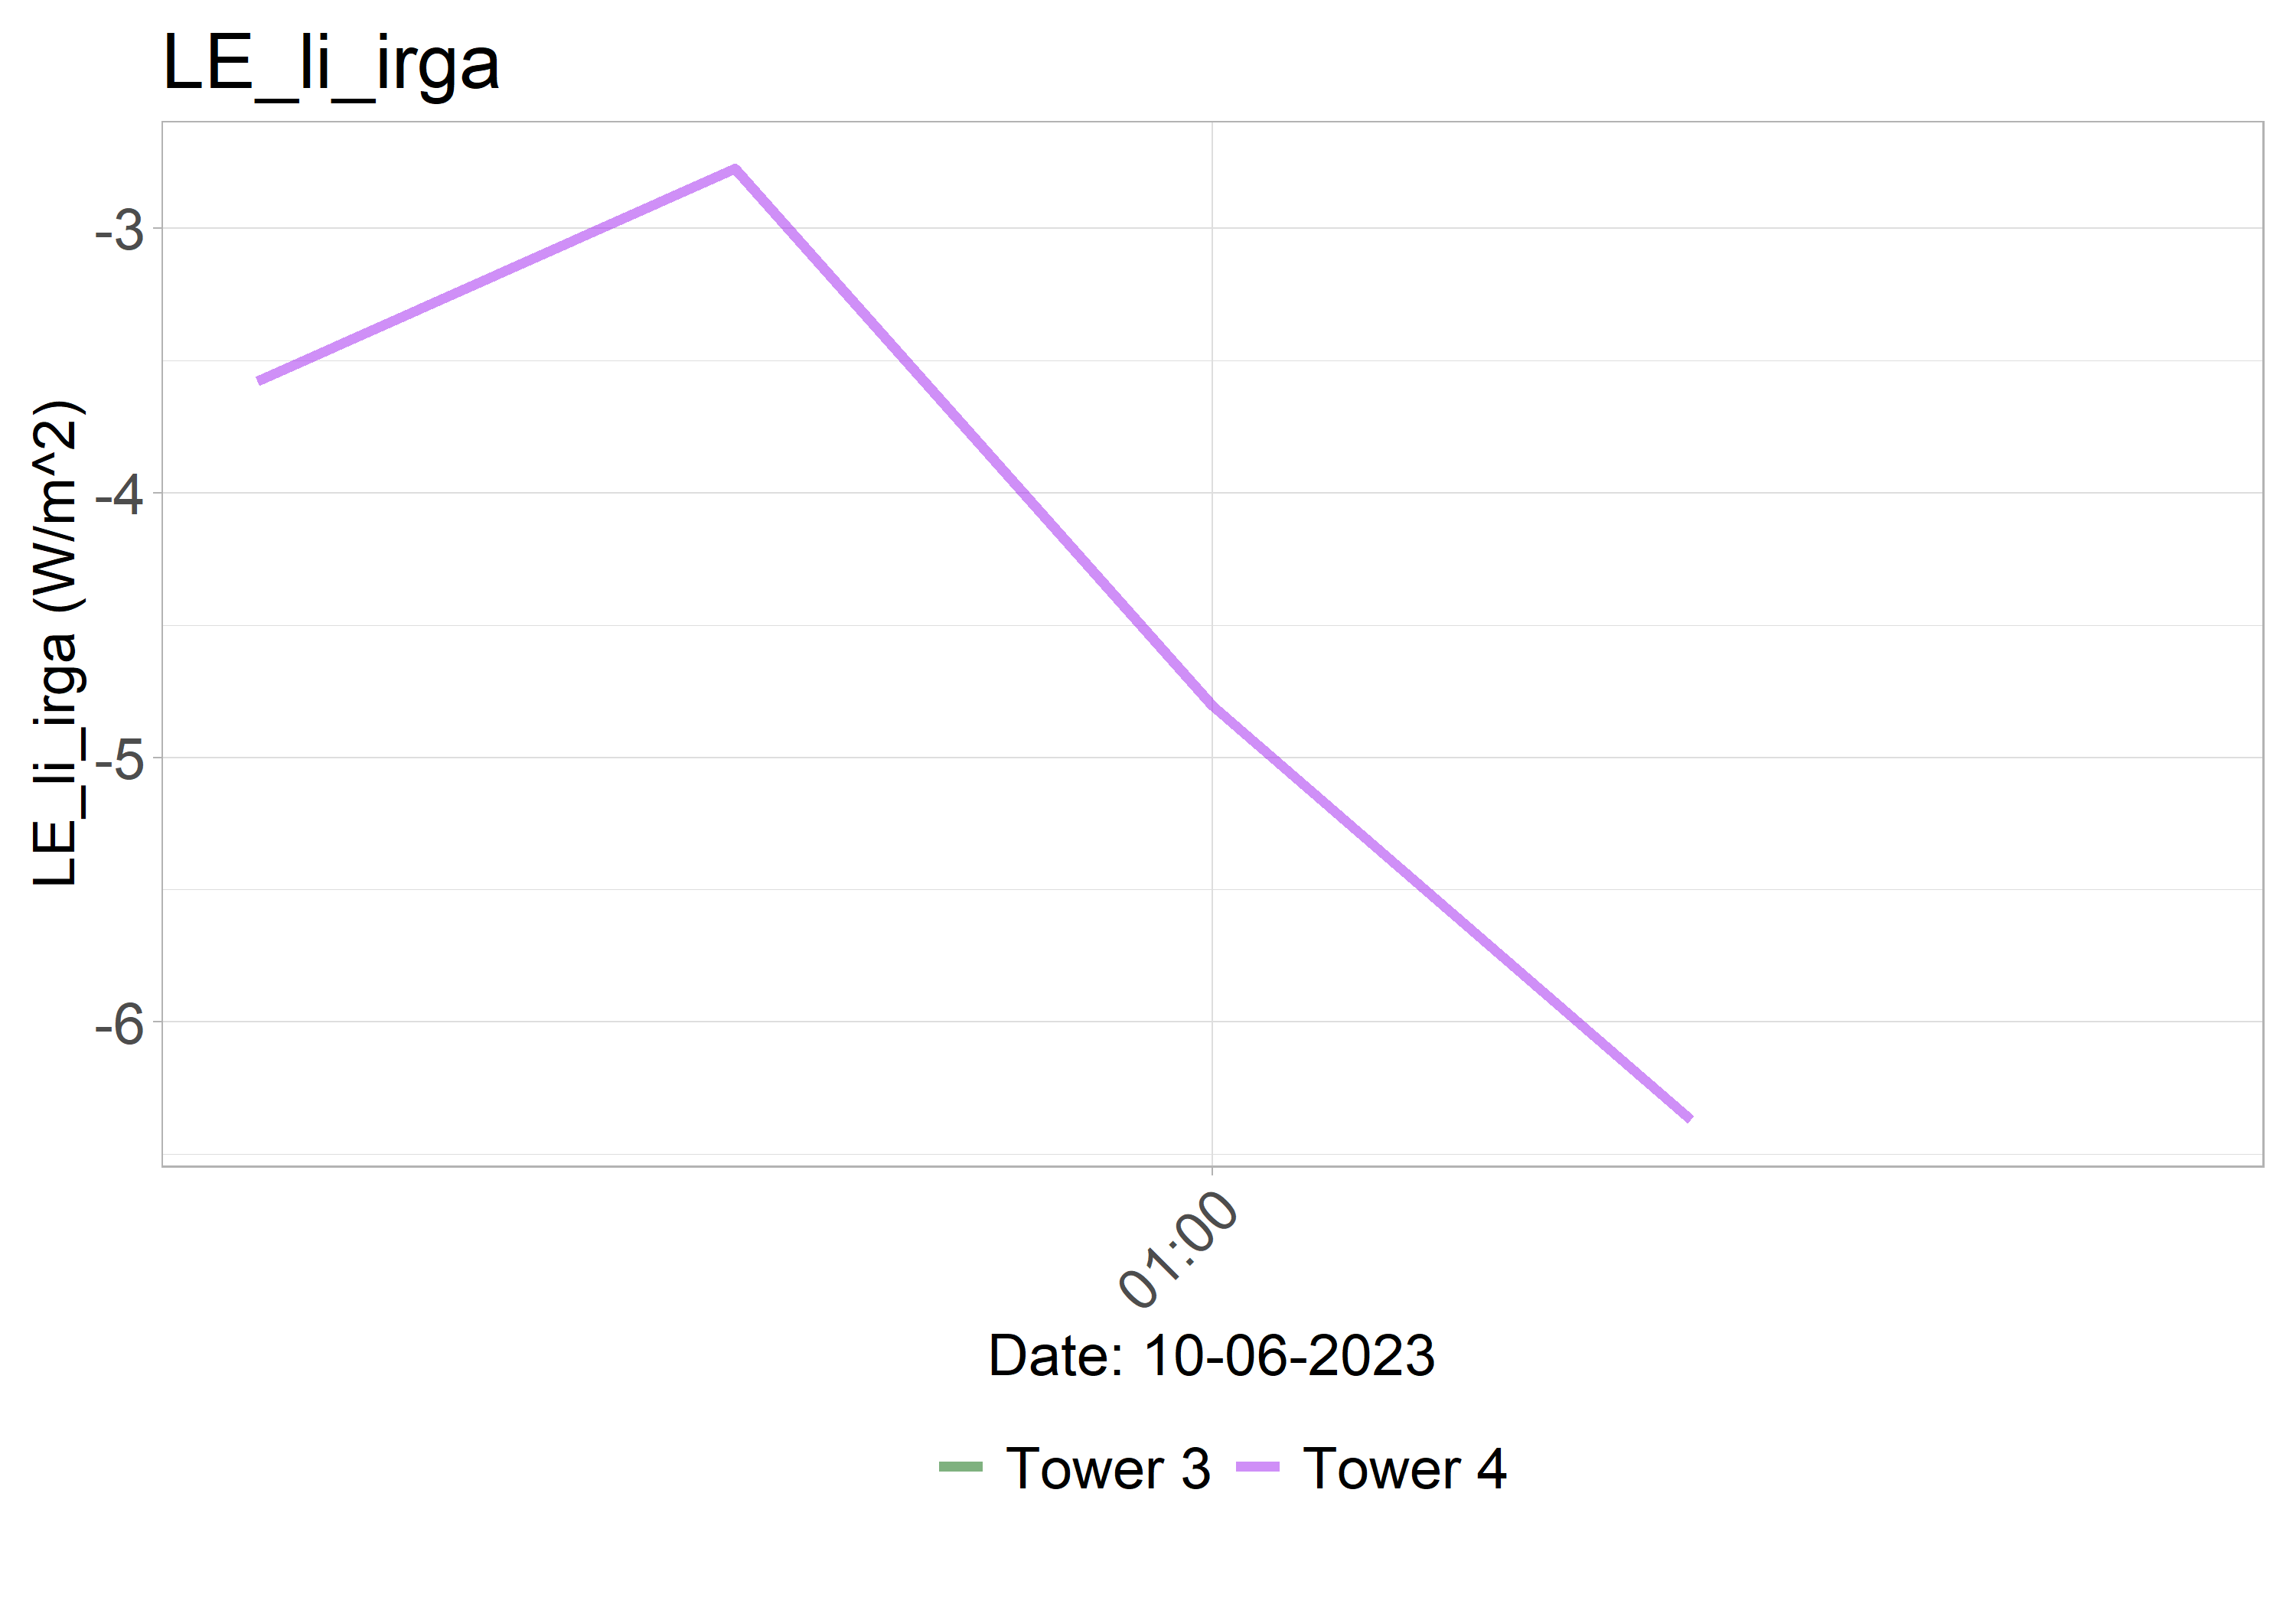 LE_li_irga
LE_li_irga (W/m^2)
-3
-4
-5
-6
01:00
Date: 10-06-2023
Tower 3
Tower 4